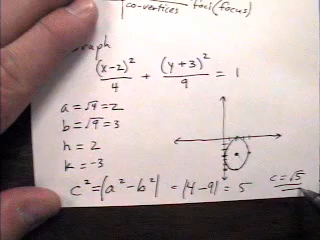 co-vertices foci (focus)
Graph
(x-2)²/4 + (y+3)²/9 = 1
a = √9 = 2
b = √9 = 3
h = 2
k = -3
c² = |a² - b²| = |4-9| = 5 c = √5